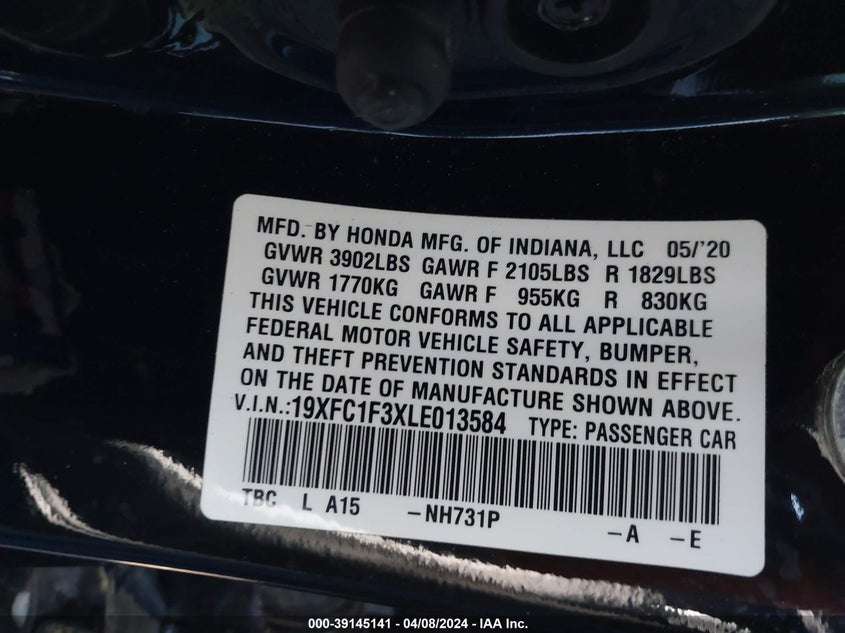 MFD. BY HONDA MFG. OF INDIANA, LLC 05/'20
GVWR 3902LBS GAWR F 2105LBS R 1829LBS
GVWR 1770KG GAWR F 955KG R 830KG
THIS VEHICLE CONFORMS TO ALL APPLICABLE
FEDERAL MOTOR VEHICLE SAFETY, BUMPER,
AND THEFT PREVENTION STANDARDS IN EFFECT
ON THE DATE OF MANUFACTURE SHOWN ABOVE.
V.I.N.:19XFC1F3XLE013584 TYPE: PASSENGER CAR
TBC L A15 -NH731P -A -E
000-39145141 - 04/08/2024 - IAA Inc.